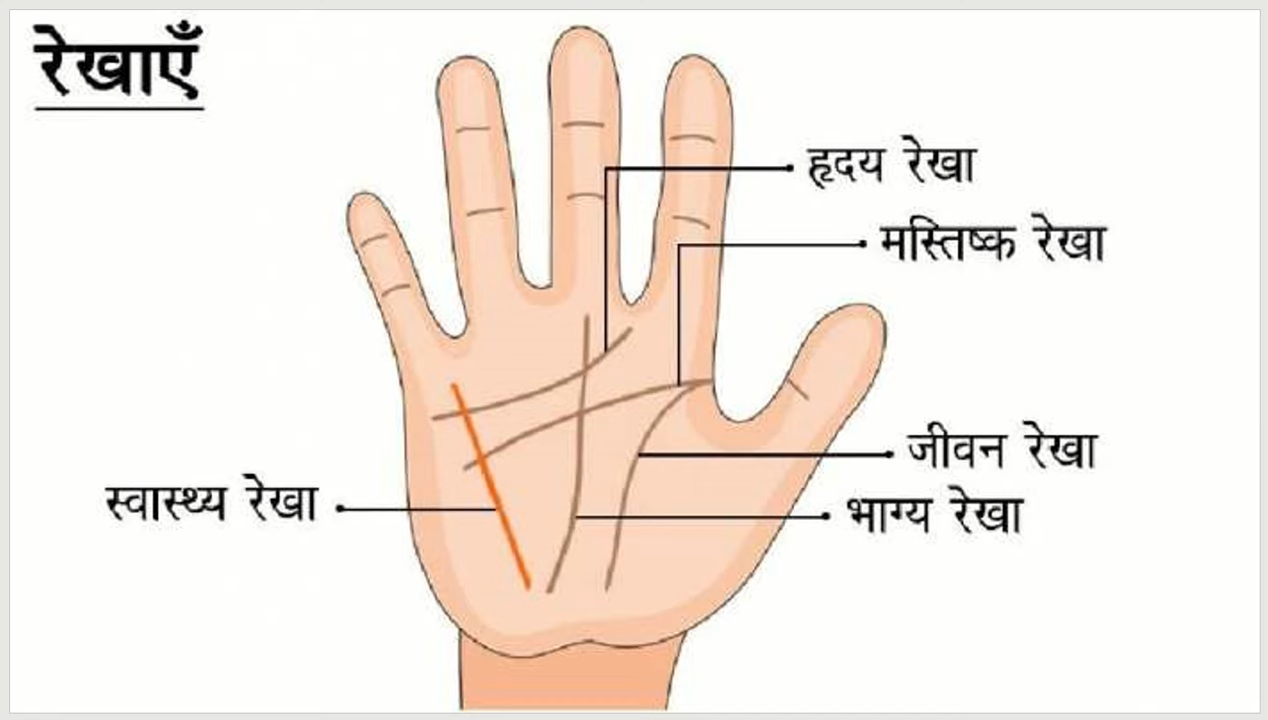 रेखाएँ
हृदय रेखा
मस्तिष्क रेखा
जीवन रेखा
स्वास्थ्य रेखा
भाग्य रेखा